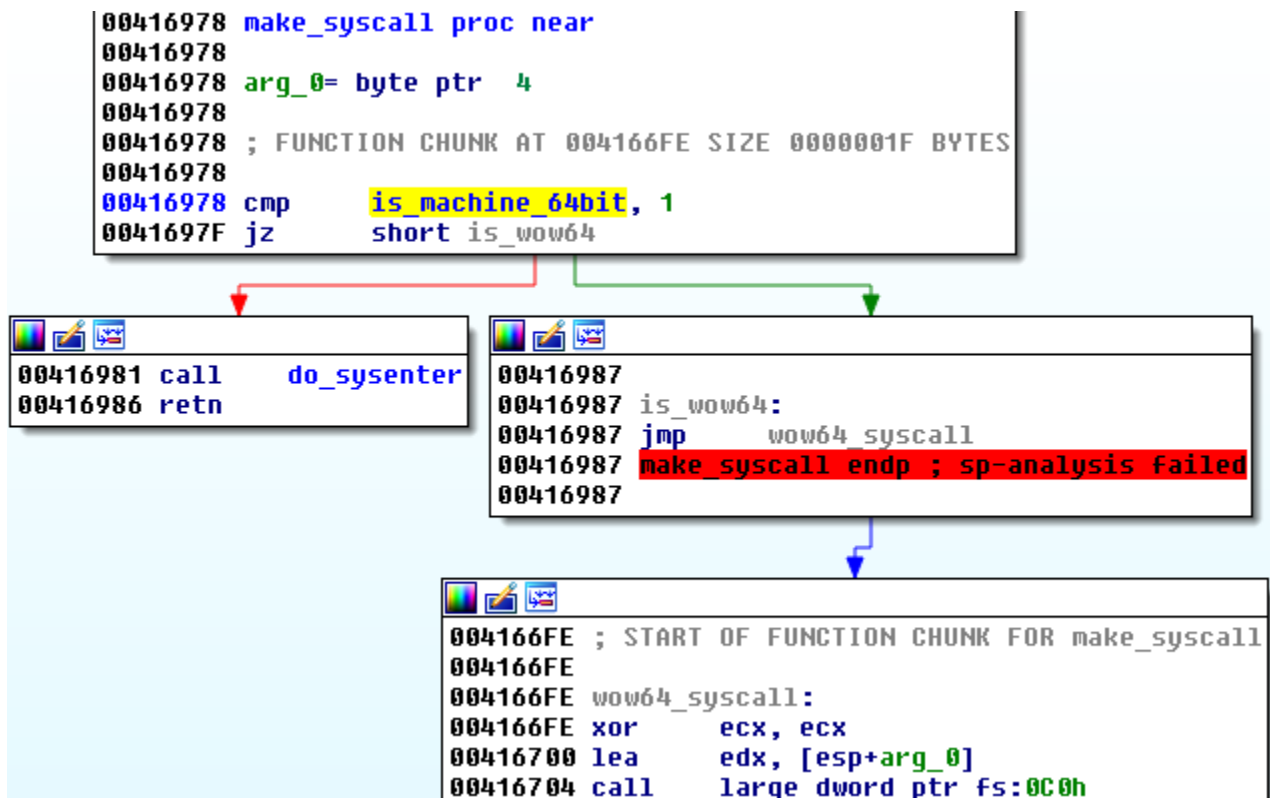 00416978 make_syscall proc near
00416978
00416978 arg_0= byte ptr  4
00416978
00416978 ; FUNCTION CHUNK AT 004166FE SIZE 0000001F BYTES
00416978
00416978 cmp     is_machine_64bit, 1
0041697F jz      short is_wow64
00416981 call    do_sysenter
00416986 retn
00416987
00416987 is_wow64:
00416987 jmp     wow64_syscall
00416987 make_syscall endp ; sp-analysis failed
00416987
004166FE ; START OF FUNCTION CHUNK FOR make_syscall
004166FE
004166FE wow64_syscall:
004166FE xor     ecx, ecx
00416700 lea     edx, [esp+arg_0]
00416704 call    large dword ptr fs:0C0h